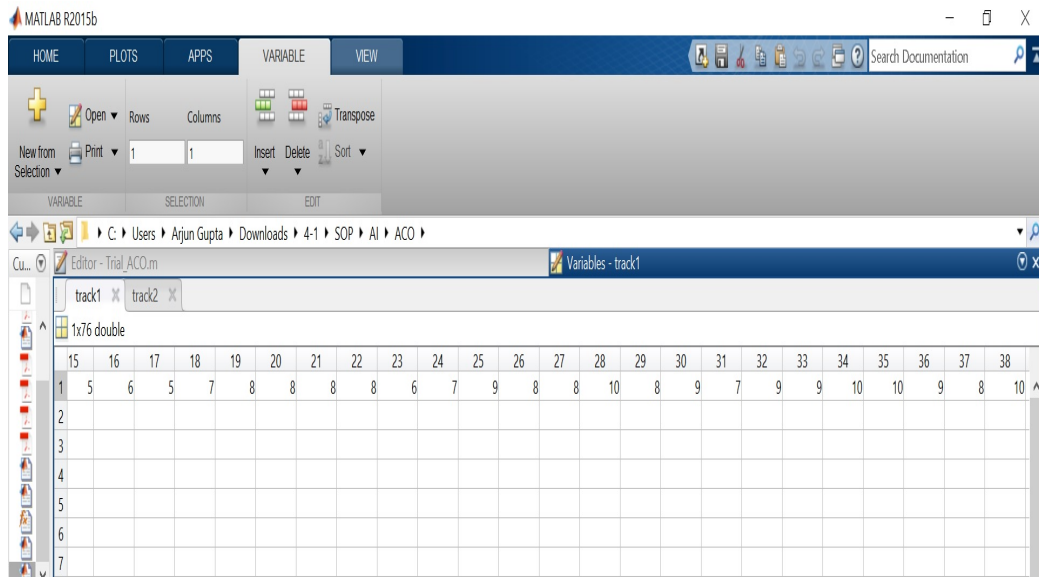 MATLAB R2015b
HOME PLOTS APPS VARIABLE VIEW Search Documentation
Open Rows Columns Transpose
New from Selection Print 1 1 Insert Delete Sort
VARIABLE SELECTION EDIT
C: Users Arjun Gupta Downloads 4-1 SOP AI ACO
Cu... Editor - Trial_ACO.m Variables - track1
track1 track2
1x76 double
15 16 17 18 19 20 21 22 23 24 25 26 27 28 29 30 31 32 33 34 35 36 37 38
1 5 6 5 7 8 8 8 8 6 7 9 8 8 10 8 9 7 9 9 10 10 9 8 10
2
3
4
5
6
7